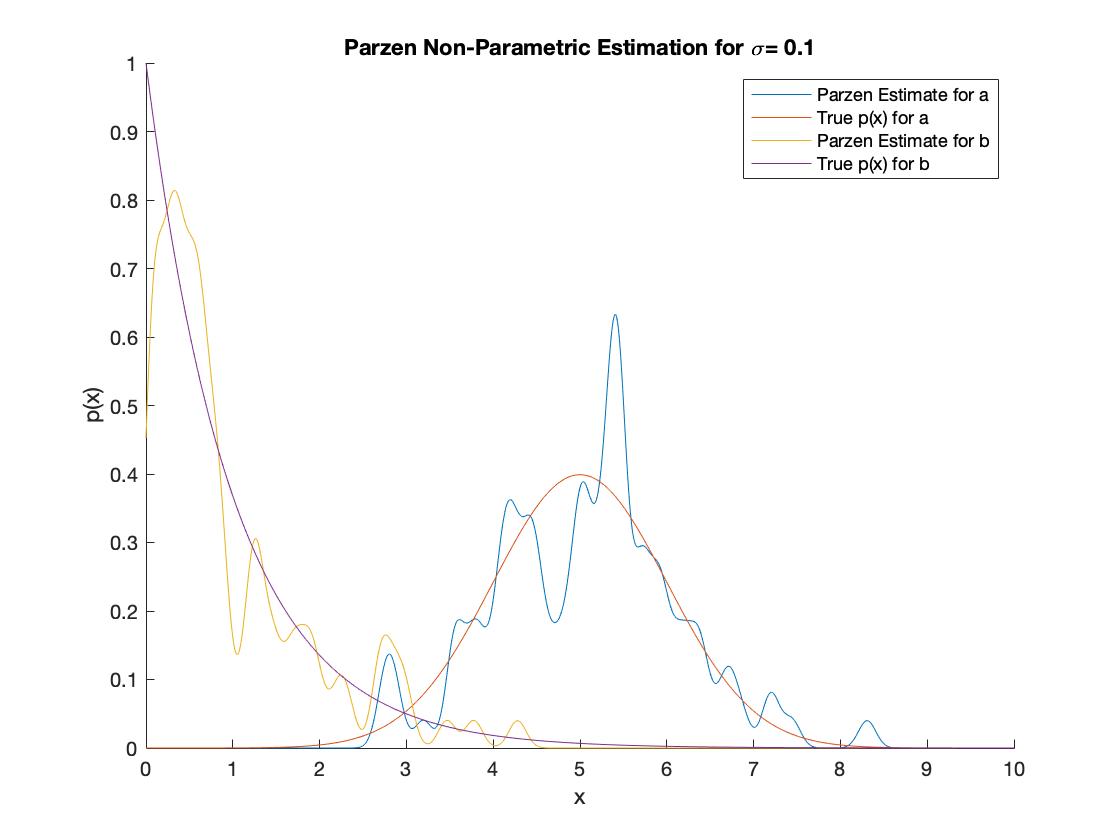 Parzen Non-Parametric Estimation for σ= 0.1
Parzen Estimate for a
True p(x) for a
Parzen Estimate for b
True p(x) for b
1
0.9
0.8
0.7
0.6
0.5
0.4
0.3
0.2
0.1
0
p(x)
0 1 2 3 4 5 6 7 8 9 10
x